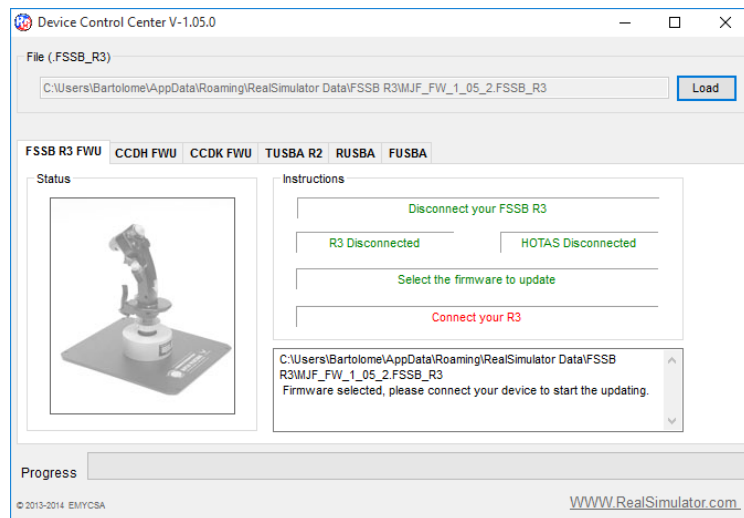 Device Control Center V-1.05.0
File (.FSSB_R3)
C:\Users\Bartolome\AppData\Roaming\RealSimulator Data\FSSB R3\MJF_FW_1_05_2.FSSB_R3
Load
FSSB R3 FWU CCDH FWU CCDK FWU TUSBA R2 RUSBA FUSBA
Status
Instructions
Disconnect your FSSB R3
R3 Disconnected HOTAS Disconnected
Select the firmware to update
Connect your R3
C:\Users\Bartolome\AppData\Roaming\RealSimulator Data\FSSB
R3\MJF_FW_1_05_2.FSSB_R3
Firmware selected, please connect your device to start the updating.
Progress
© 2013-2014 EMYCSA
WWW.RealSimulator.com